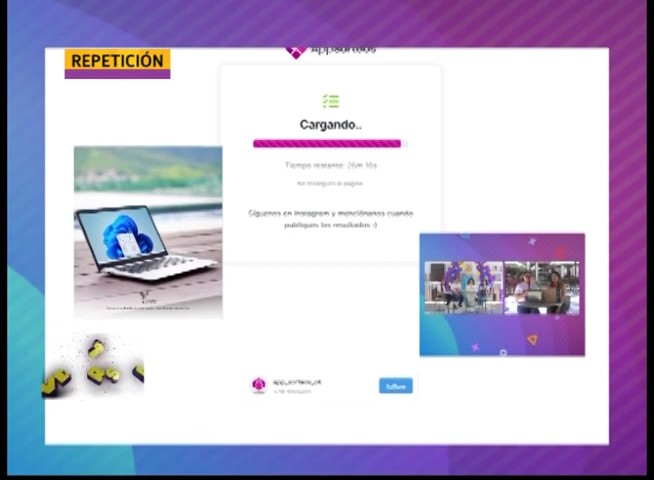 REPETICIÓN
AppSorteos
Cargando..
Tiempo restante: 26m 16s
No recargues la página
Síguenos en Instagram y menciónanos cuando
publiques los resultados :)
follow